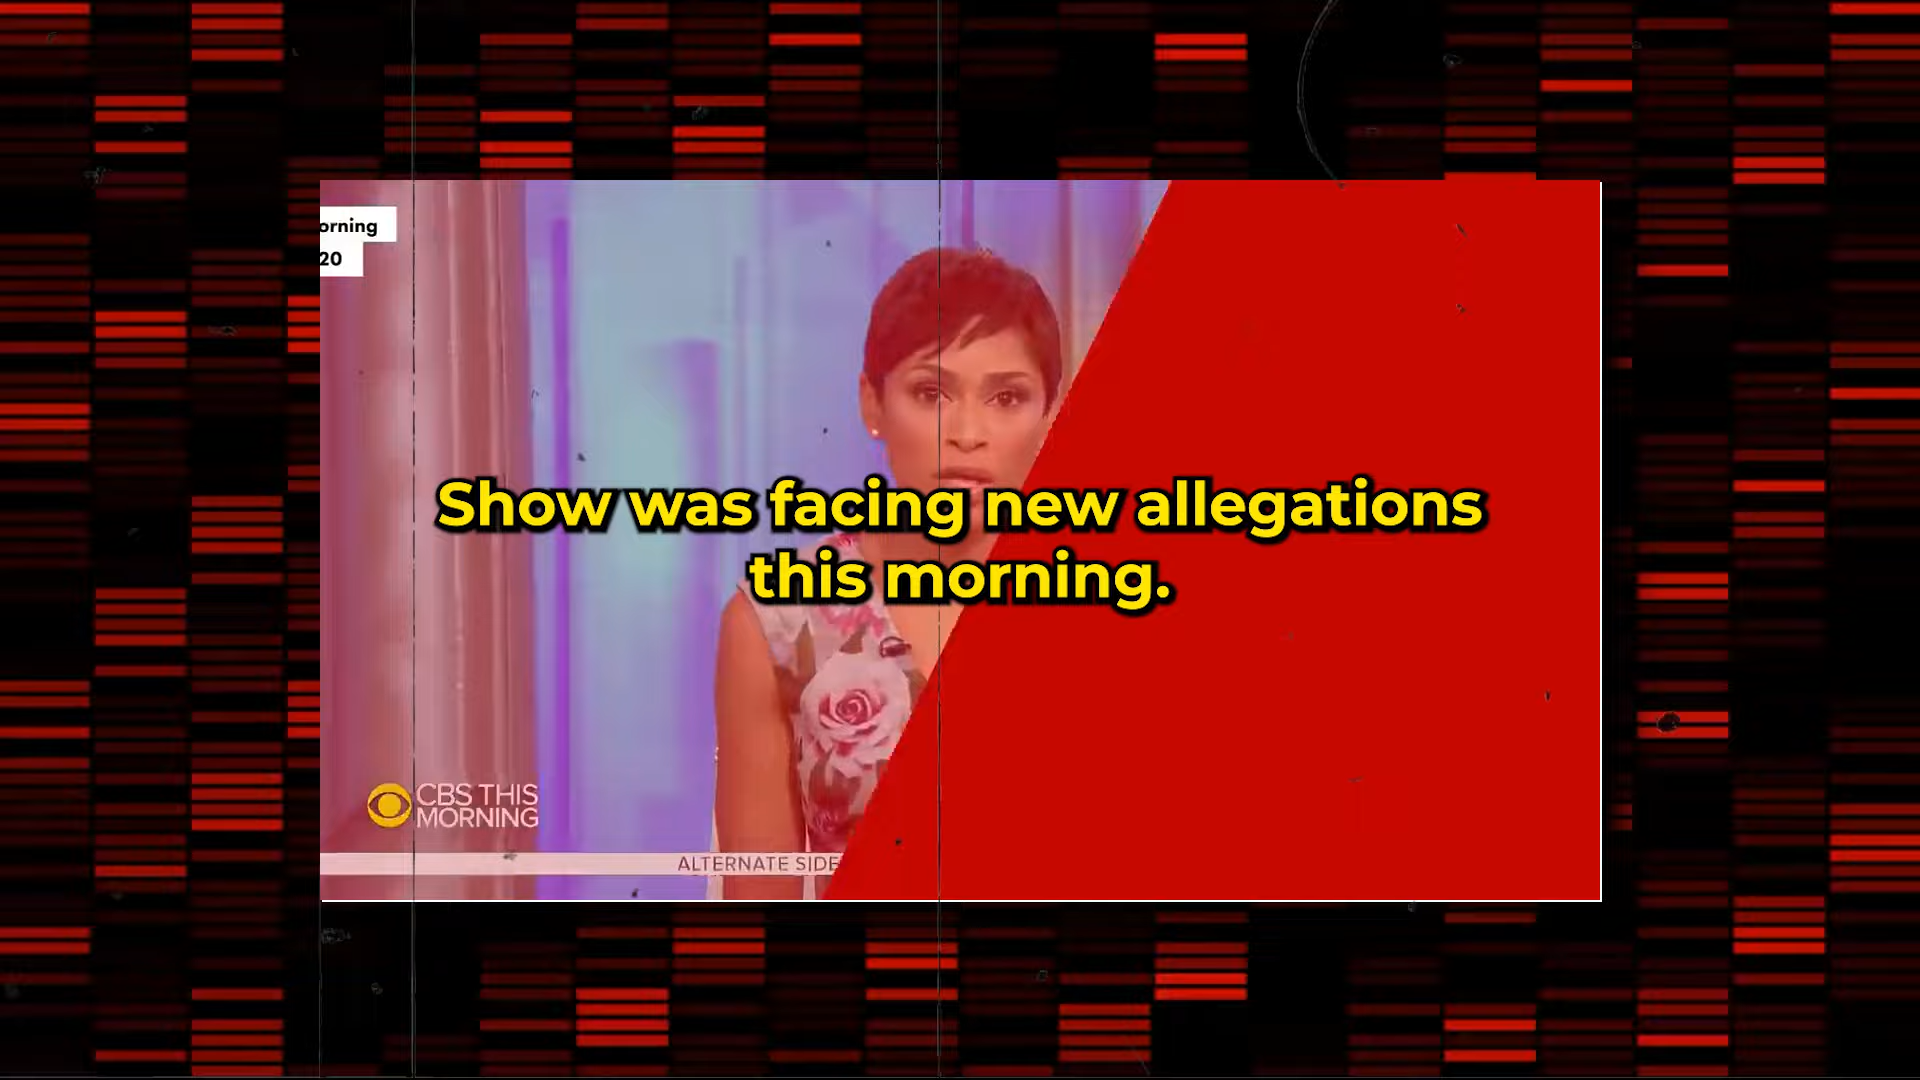 orning
20
Show was facing new allegations
this morning.
CBS THIS
MORNING
ALTERNATE SIDE